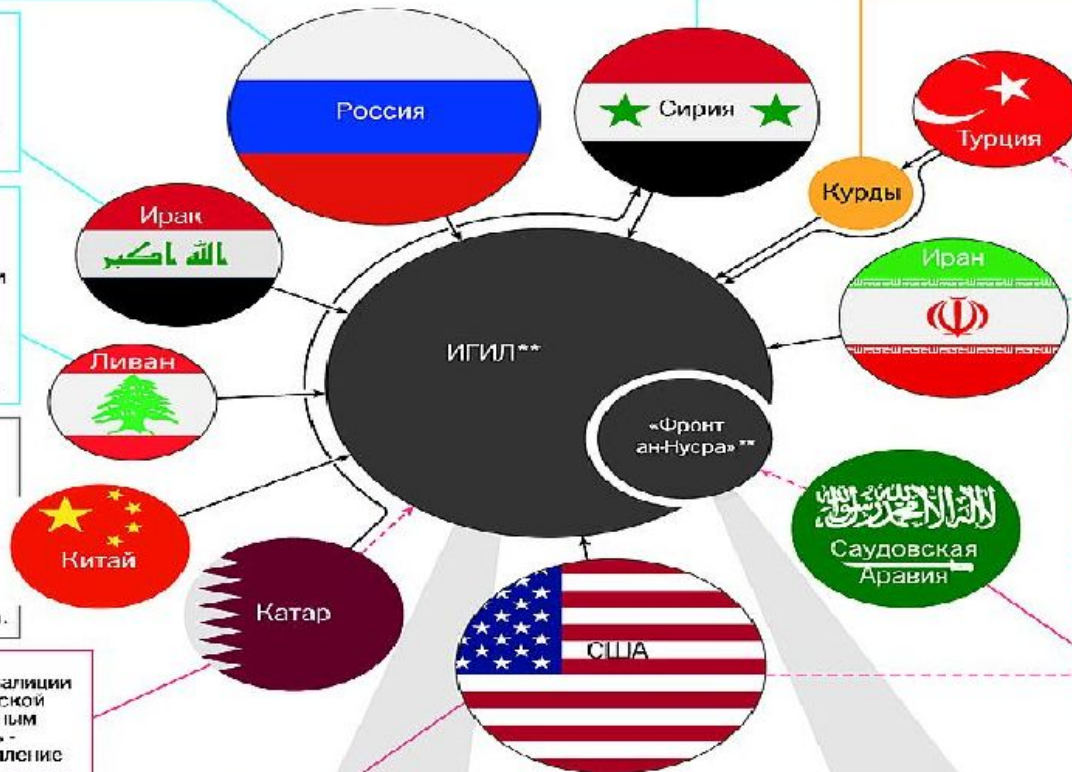 Россия
Сирия
Турция
Курды
Ирак
الله اكبر
Иран
ИГИЛ**
Ливан
«Фронт
ан-Нусра»**
Китай
Саудовская
Аравия
Катар
США